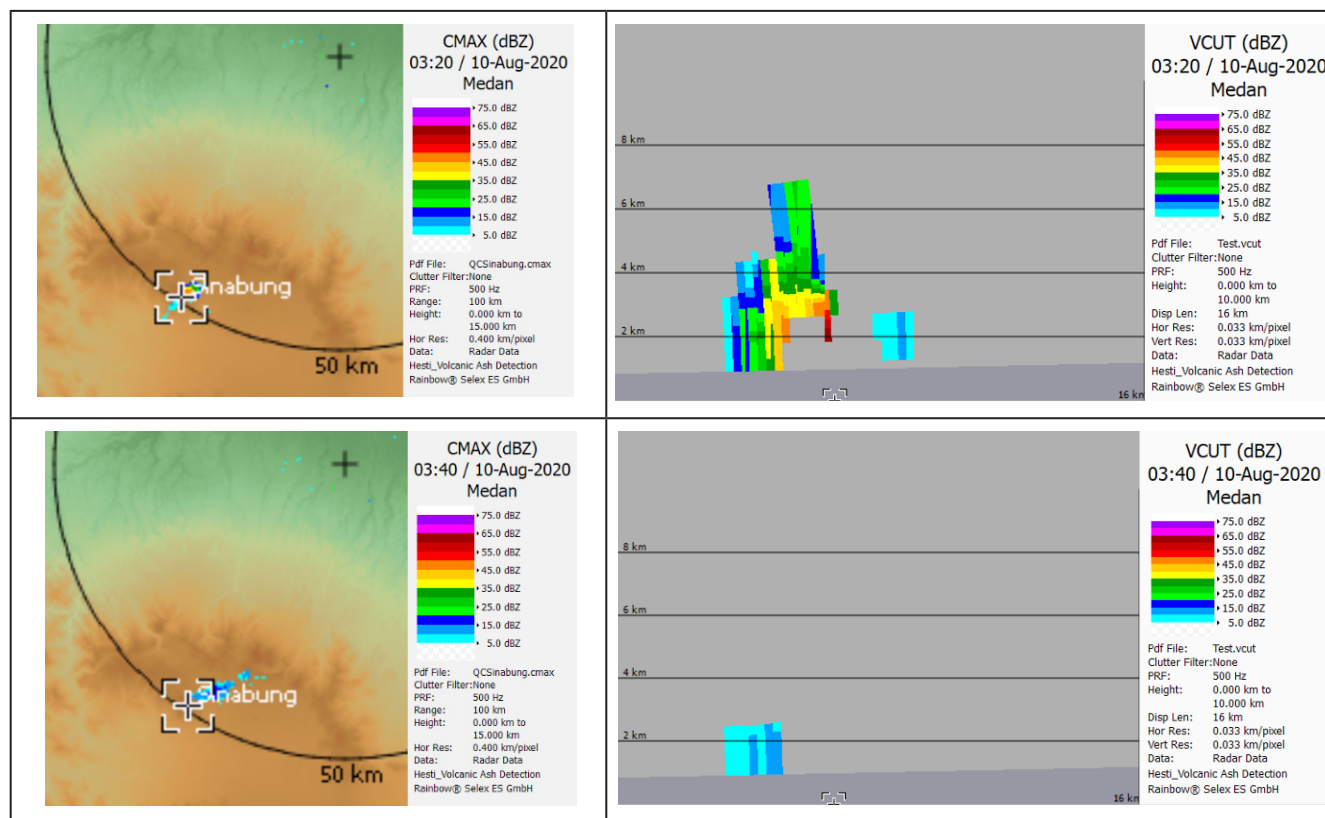 Sinabung
50 km
CMAX (dBZ)
03:20 / 10-Aug-2020
Medan
75.0 dBZ
65.0 dBZ
55.0 dBZ
45.0 dBZ
35.0 dBZ
25.0 dBZ
15.0 dBZ
5.0 dBZ
Pdf File: QCSinabung.cmax
Clutter Filter:None
PRF: 500 Hz
Range: 100 km
Height: 0.000 km to
15.000 km
Hor Res: 0.400 km/pixel
Data: Radar Data
Hesti_Volcanic Ash Detection
Rainbow® Selex ES GmbH
8 km
6 km
4 km
2 km
16 km
VCUT (dBZ)
03:20 / 10-Aug-2020
Medan
75.0 dBZ
65.0 dBZ
55.0 dBZ
45.0 dBZ
35.0 dBZ
25.0 dBZ
15.0 dBZ
5.0 dBZ
Pdf File: Test.vcut
Clutter Filter:None
PRF: 500 Hz
Height: 0.000 km to
10.000 km
Disp Len: 16 km
Hor Res: 0.033 km/pixel
Vert Res: 0.033 km/pixel
Data: Radar Data
Hesti_Volcanic Ash Detection
Rainbow® Selex ES GmbH
Sinabung
50 km
CMAX (dBZ)
03:40 / 10-Aug-2020
Medan
75.0 dBZ
65.0 dBZ
55.0 dBZ
45.0 dBZ
35.0 dBZ
25.0 dBZ
15.0 dBZ
5.0 dBZ
Pdf File: QCSinabung.cmax
Clutter Filter:None
PRF: 500 Hz
Range: 100 km
Height: 0.000 km to
15.000 km
Hor Res: 0.400 km/pixel
Data: Radar Data
Hesti_Volcanic Ash Detection
Rainbow® Selex ES GmbH
8 km
6 km
4 km
2 km
16 km
VCUT (dBZ)
03:40 / 10-Aug-2020
Medan
75.0 dBZ
65.0 dBZ
55.0 dBZ
45.0 dBZ
35.0 dBZ
25.0 dBZ
15.0 dBZ
5.0 dBZ
Pdf File: Test.vcut
Clutter Filter:None
PRF: 500 Hz
Height: 0.000 km to
10.000 km
Disp Len: 16 km
Hor Res: 0.033 km/pixel
Vert Res: 0.033 km/pixel
Data: Radar Data
Hesti_Volcanic Ash Detection
Rainbow® Selex ES GmbH